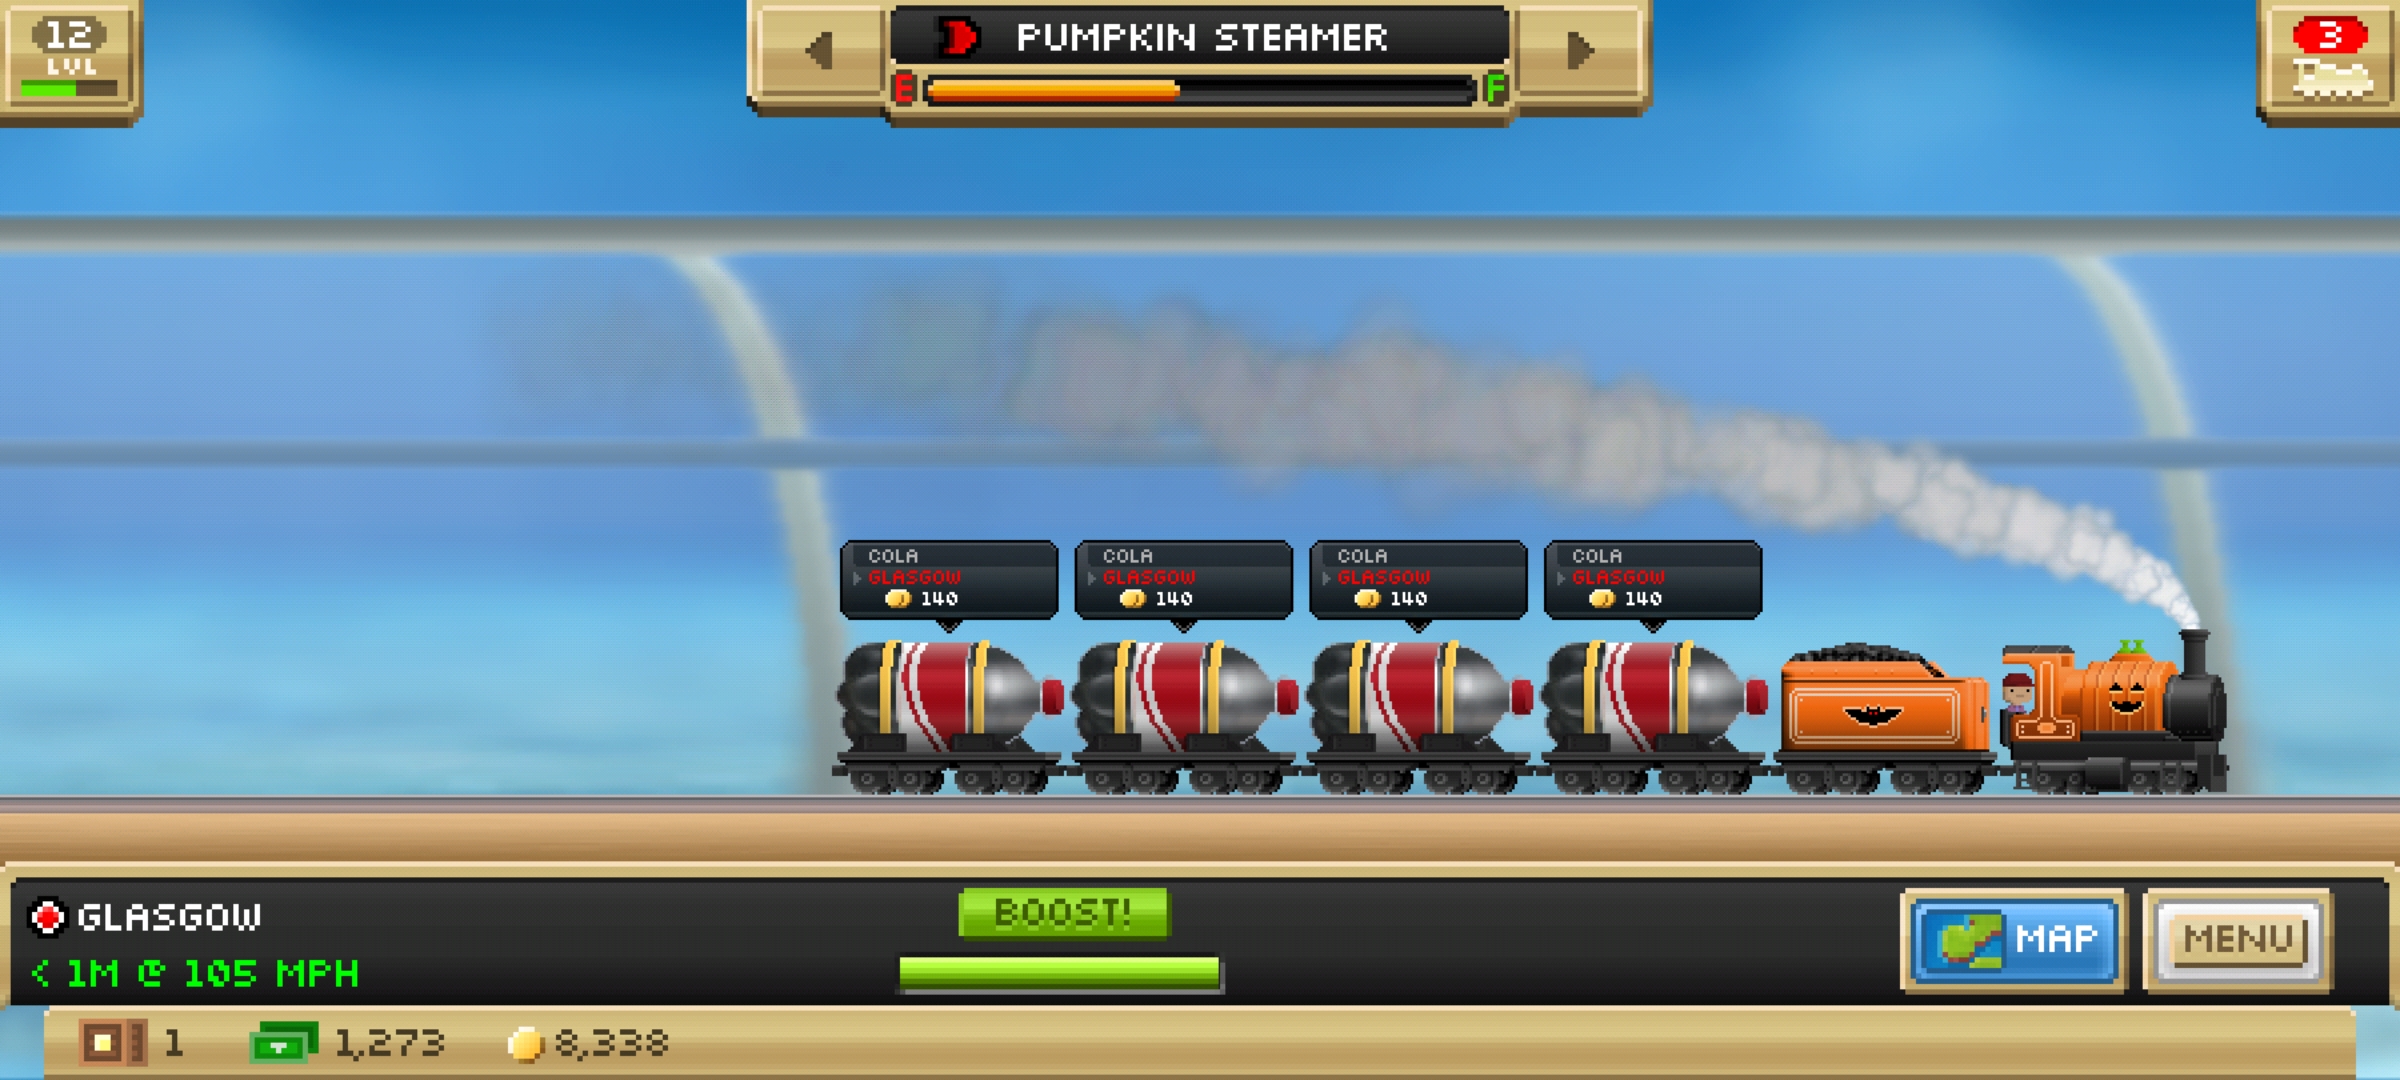 12
LVL
PUMPKIN STEAMER
E F
3
COLA
GLASGOW
140
COLA
GLASGOW
140
COLA
GLASGOW
140
COLA
GLASGOW
140
GLASGOW
< 1M @ 105 MPH
BOOST!
MAP
MENU
1
1,273
8,338